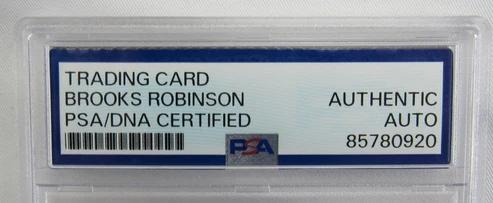 TRADING CARD
BROOKS ROBINSON AUTHENTIC
PSA/DNA CERTIFIED AUTO
PSA 85780920